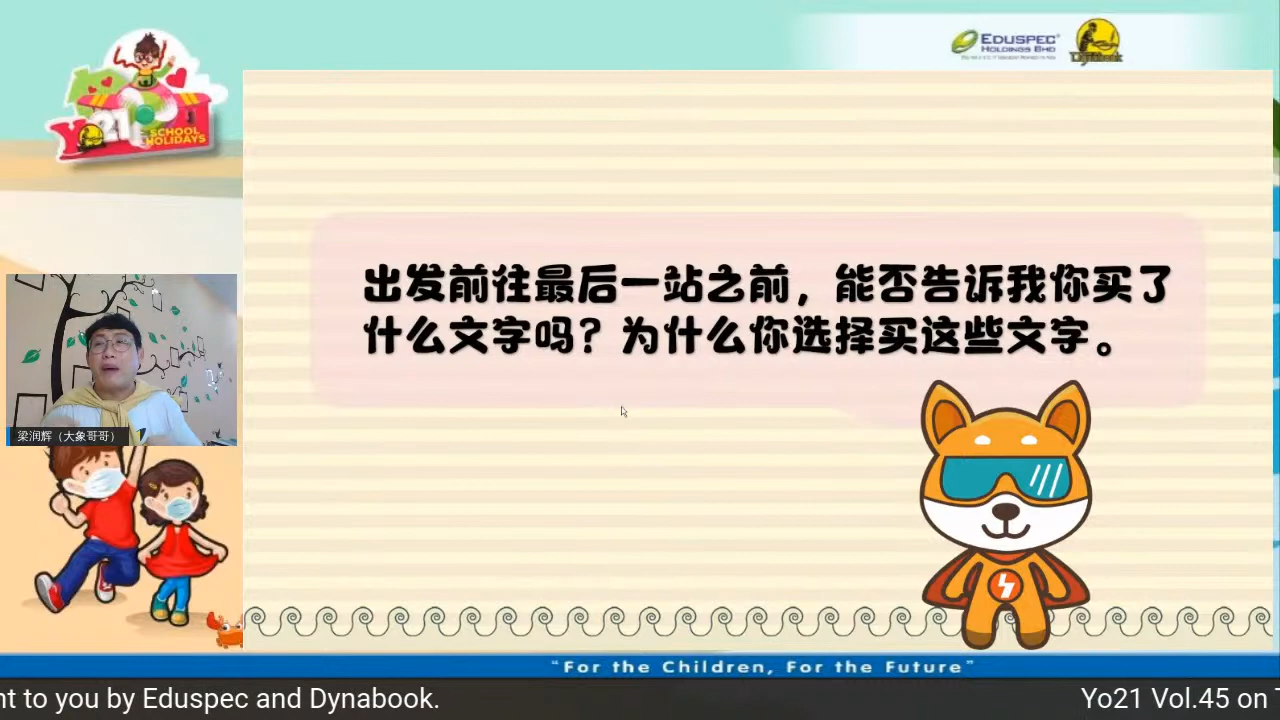 EDUSPEC
HOLDINGS BHD
Dynabook
Y 21
SCHOOL
HOLIDAYS
出发前往最后一站之前，能否告诉我你买了
什么文字吗？为什么你选择买这些文字。
梁润辉（大象哥哥）
“For the Children, For the Future”
nt to you by Eduspec and Dynabook.
Yo21 Vol.45 on